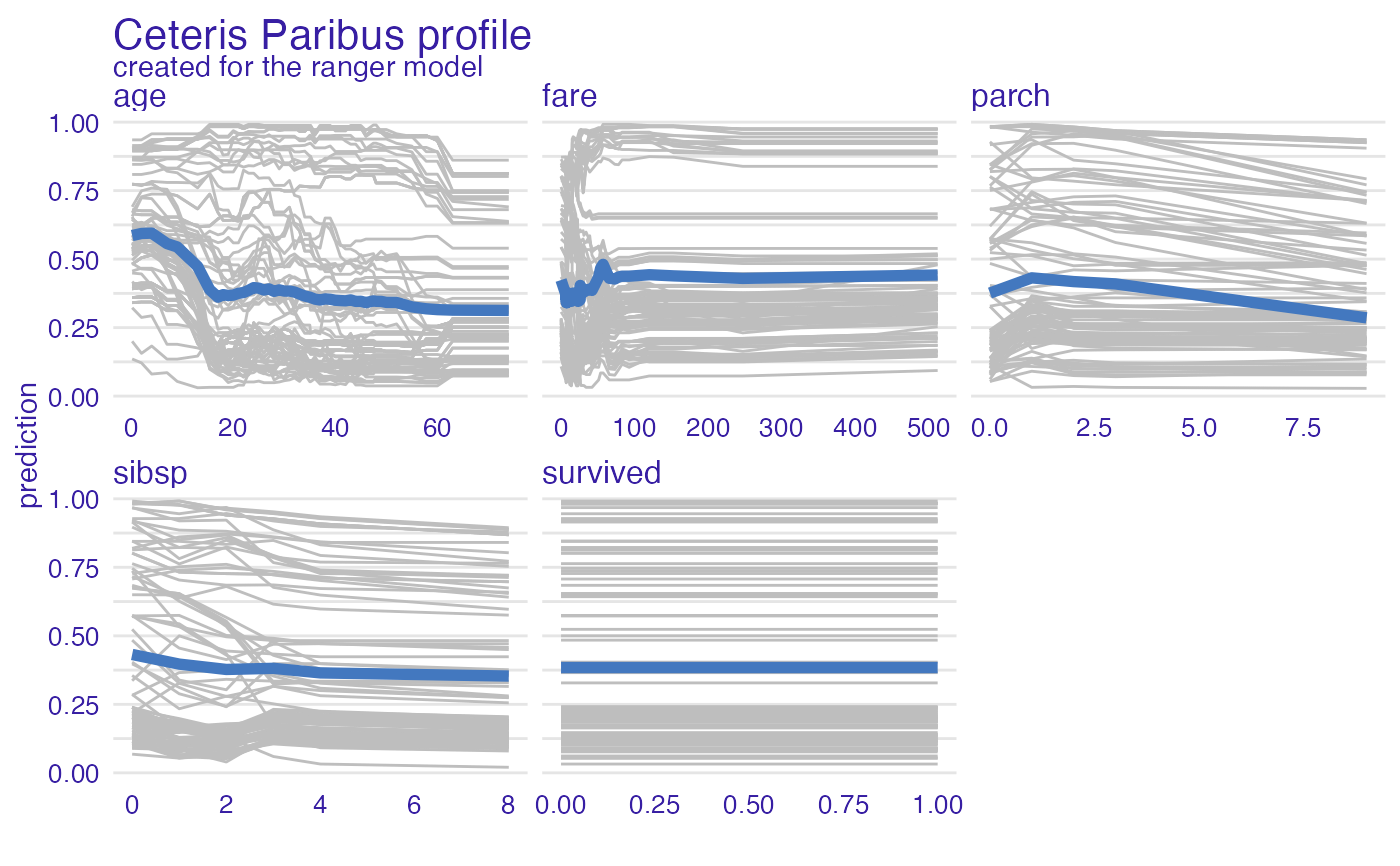 Ceteris Paribus profile
created for the ranger model
age fare parch
1.00
0.75
0.50
0.25
0.00
0 20 40 60 0 100 200 300 400 500 0.0 2.5 5.0 7.5
prediction
sibsp survived
1.00
0.75
0.50
0.25
0.00
0 2 4 6 8 0.00 0.25 0.50 0.75 1.00